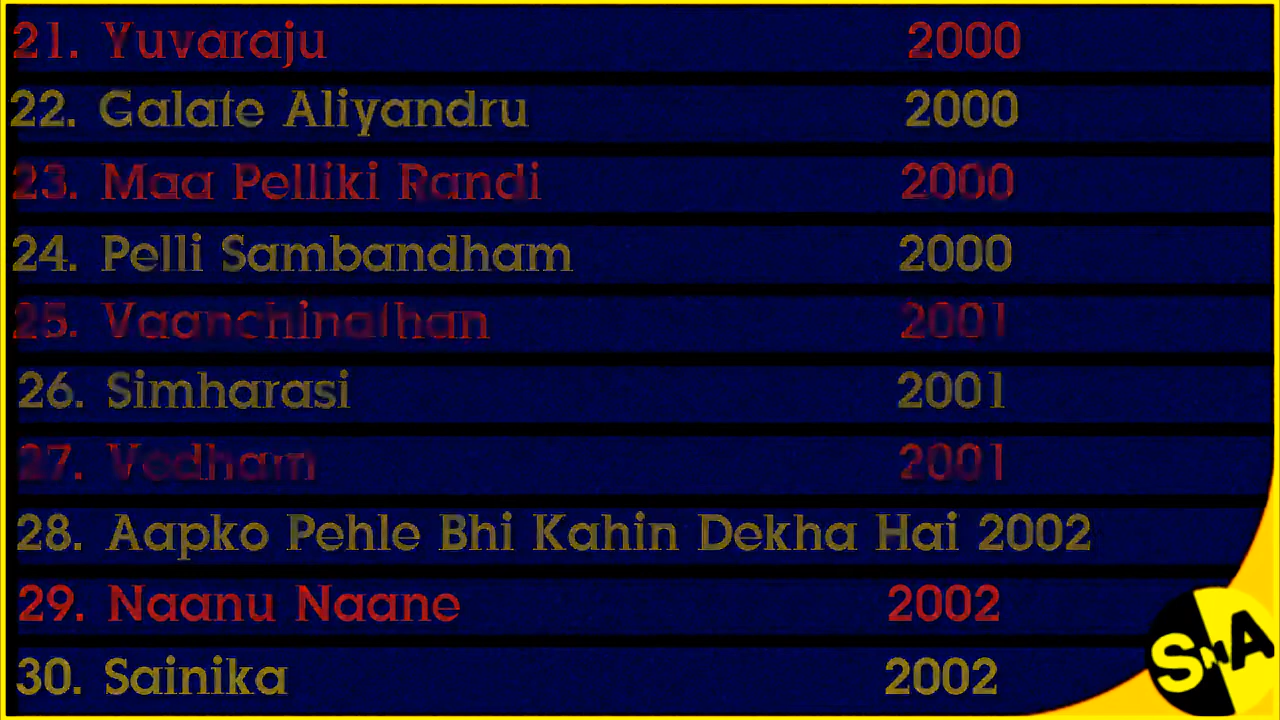 21. Yuvaraju 2000
22. Galate Aliyandru 2000
23. Maa Pelliki Randi 2000
24. Pelli Sambandham 2000
25. Vaanchinathan 2001
26. Simharasi 2001
27. Vedham 2001
28. Aapko Pehle Bhi Kahin Dekha Hai 2002
29. Naanu Naane 2002
30. Sainika 2002
SNA